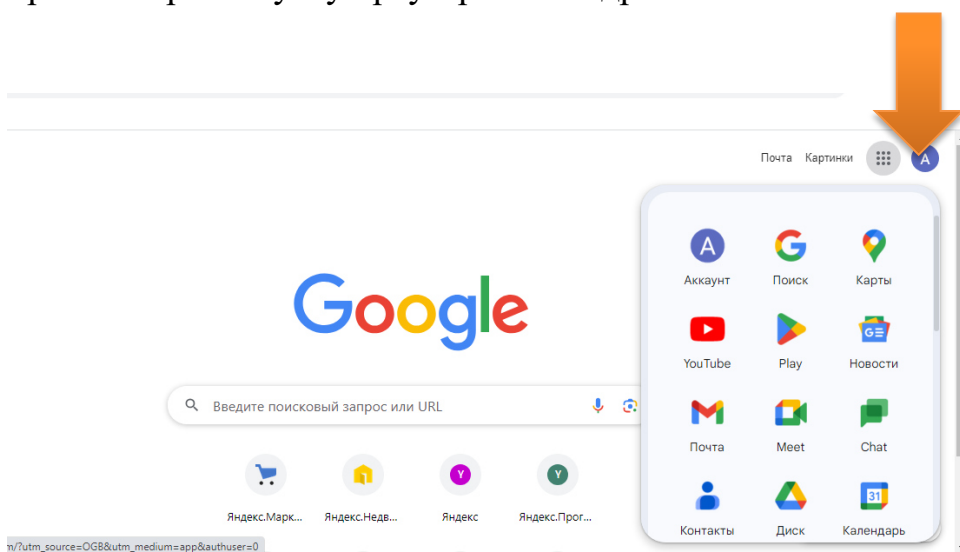 Почта Картинки A
A
Аккаунт Поиск Карты
Google
YouTube Play Новости
Введите поисковый запрос или URL
Почта Meet Chat
Y Y
31
Яндекс.Марк... Яндекс.Недв... Яндекс Яндекс.Прог...
Контакты Диск Календарь
m/?utm_source=OGB&utm_medium=app&authuser=0